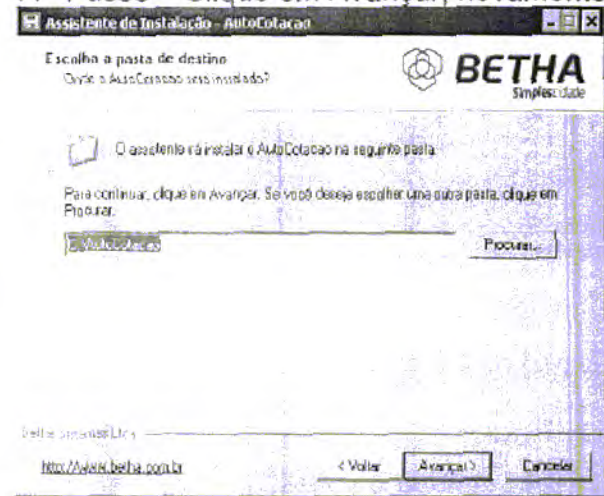 Clique em Avançar, novamente
Assistente de Instalação - AutoCotacao
Escolha a pasta de destino
Onde o AutoCotacao será instalado?
BETHA
Simplicidade
O assistente irá instalar o AutoCotacao na seguinte pasta.
Para continuar, clique em Avançar. Se você deseja escolher uma outra pasta, clique em
Procurar.
C:\AutoCotacao
Procurar...
Betha Sistemas Ltda
http://www.betha.com.br
< Voltar
Avançar >
Cancelar